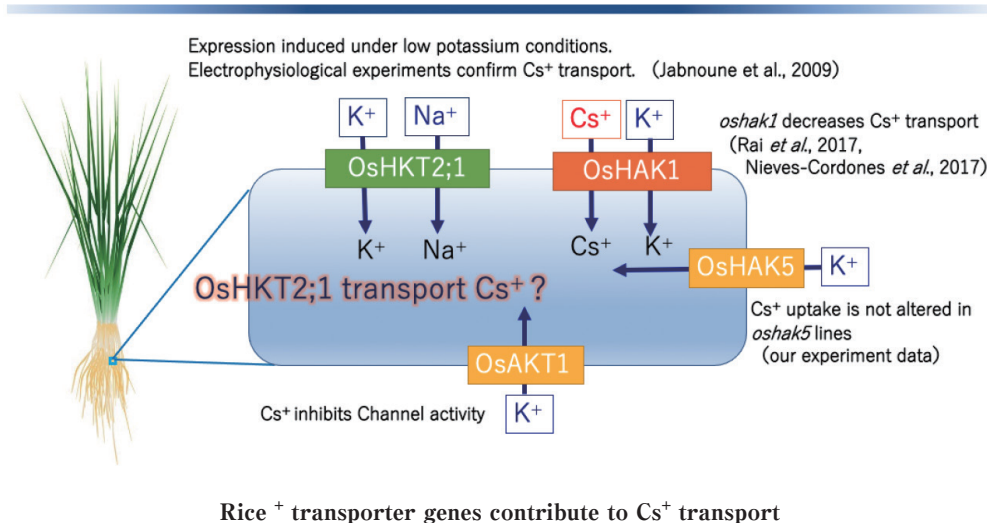 Expression induced under low potassium conditions.
Electrophysiological experiments confirm Cs⁺ transport. (Jabnoune et al., 2009)
K⁺ Na⁺ Cs⁺ K⁺
oshak1 decreases Cs⁺ transport
(Rai et al., 2017,
Nieves-Cordones et al., 2017)
OsHKT2;1 OsHAK1
K⁺ Na⁺ Cs⁺ K⁺
OsHAK5 K⁺
OsHKT2;1 transport Cs⁺ ?
Cs⁺ uptake is not altered in
oshak5 lines
(our experiment data)
OsAKT1
Cs⁺ inhibits Channel activity K⁺
Rice ⁺ transporter genes contribute to Cs⁺ transport